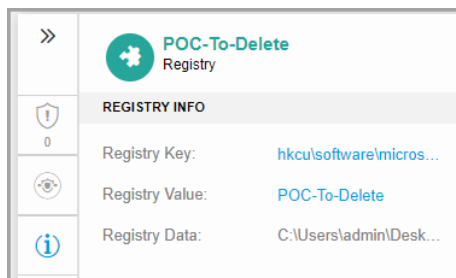 »
POC-To-Delete
Registry
REGISTRY INFO
0
Registry Key: hkcu\software\micros...
Registry Value: POC-To-Delete
Registry Data: C:\Users\admin\Desk...